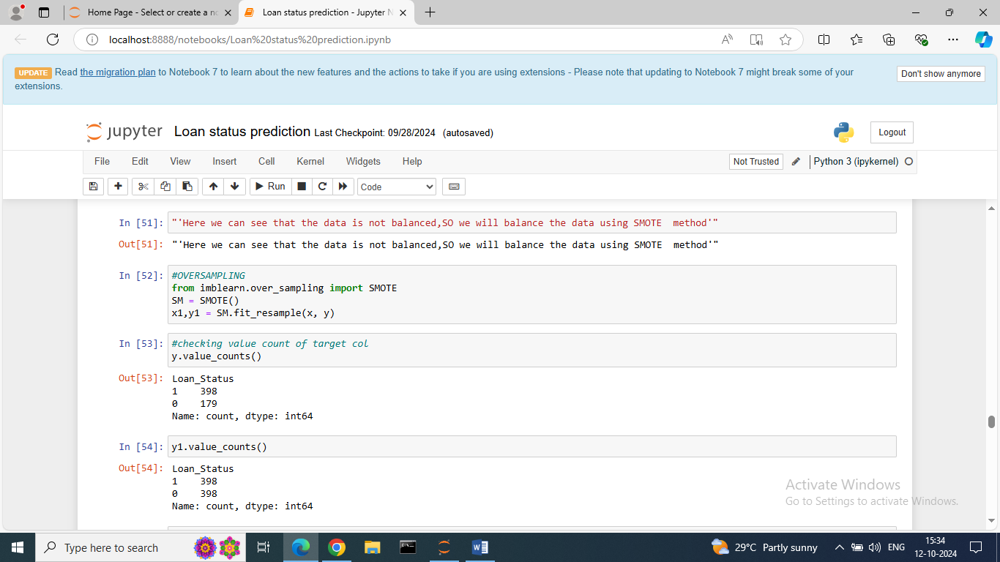 Home Page - Select or create a no
Loan status prediction - Jupyter N
localhost:8888/notebooks/Loan%20status%20prediction.ipynb
UPDATE Read the migration plan to Notebook 7 to learn about the new features and the actions to take if you are using extensions - Please note that updating to Notebook 7 might break some of your
extensions.
Don't show anymore
jupyter Loan status prediction Last Checkpoint: 09/28/2024 (autosaved)
Logout
File Edit View Insert Cell Kernel Widgets Help
Not Trusted
Python 3 (ipykernel)
Run
Code
In [51]: "'Here we can see that the data is not balanced,SO we will balance the data using SMOTE  method'"
Out[51]: "'Here we can see that the data is not balanced,SO we will balance the data using SMOTE  method'"
In [52]: #OVERSAMPLING
from imblearn.over_sampling import SMOTE
SM = SMOTE()
x1,y1 = SM.fit_resample(x, y)
In [53]: #checking value count of target col
y.value_counts()
Out[53]: Loan_Status
1    398
0    179
Name: count, dtype: int64
In [54]: y1.value_counts()
Out[54]: Loan_Status
1    398
0    398
Name: count, dtype: int64
Activate Windows
Go to Settings to activate Windows.
Type here to search
29°C Partly sunny
ENG
15:34
12-10-2024